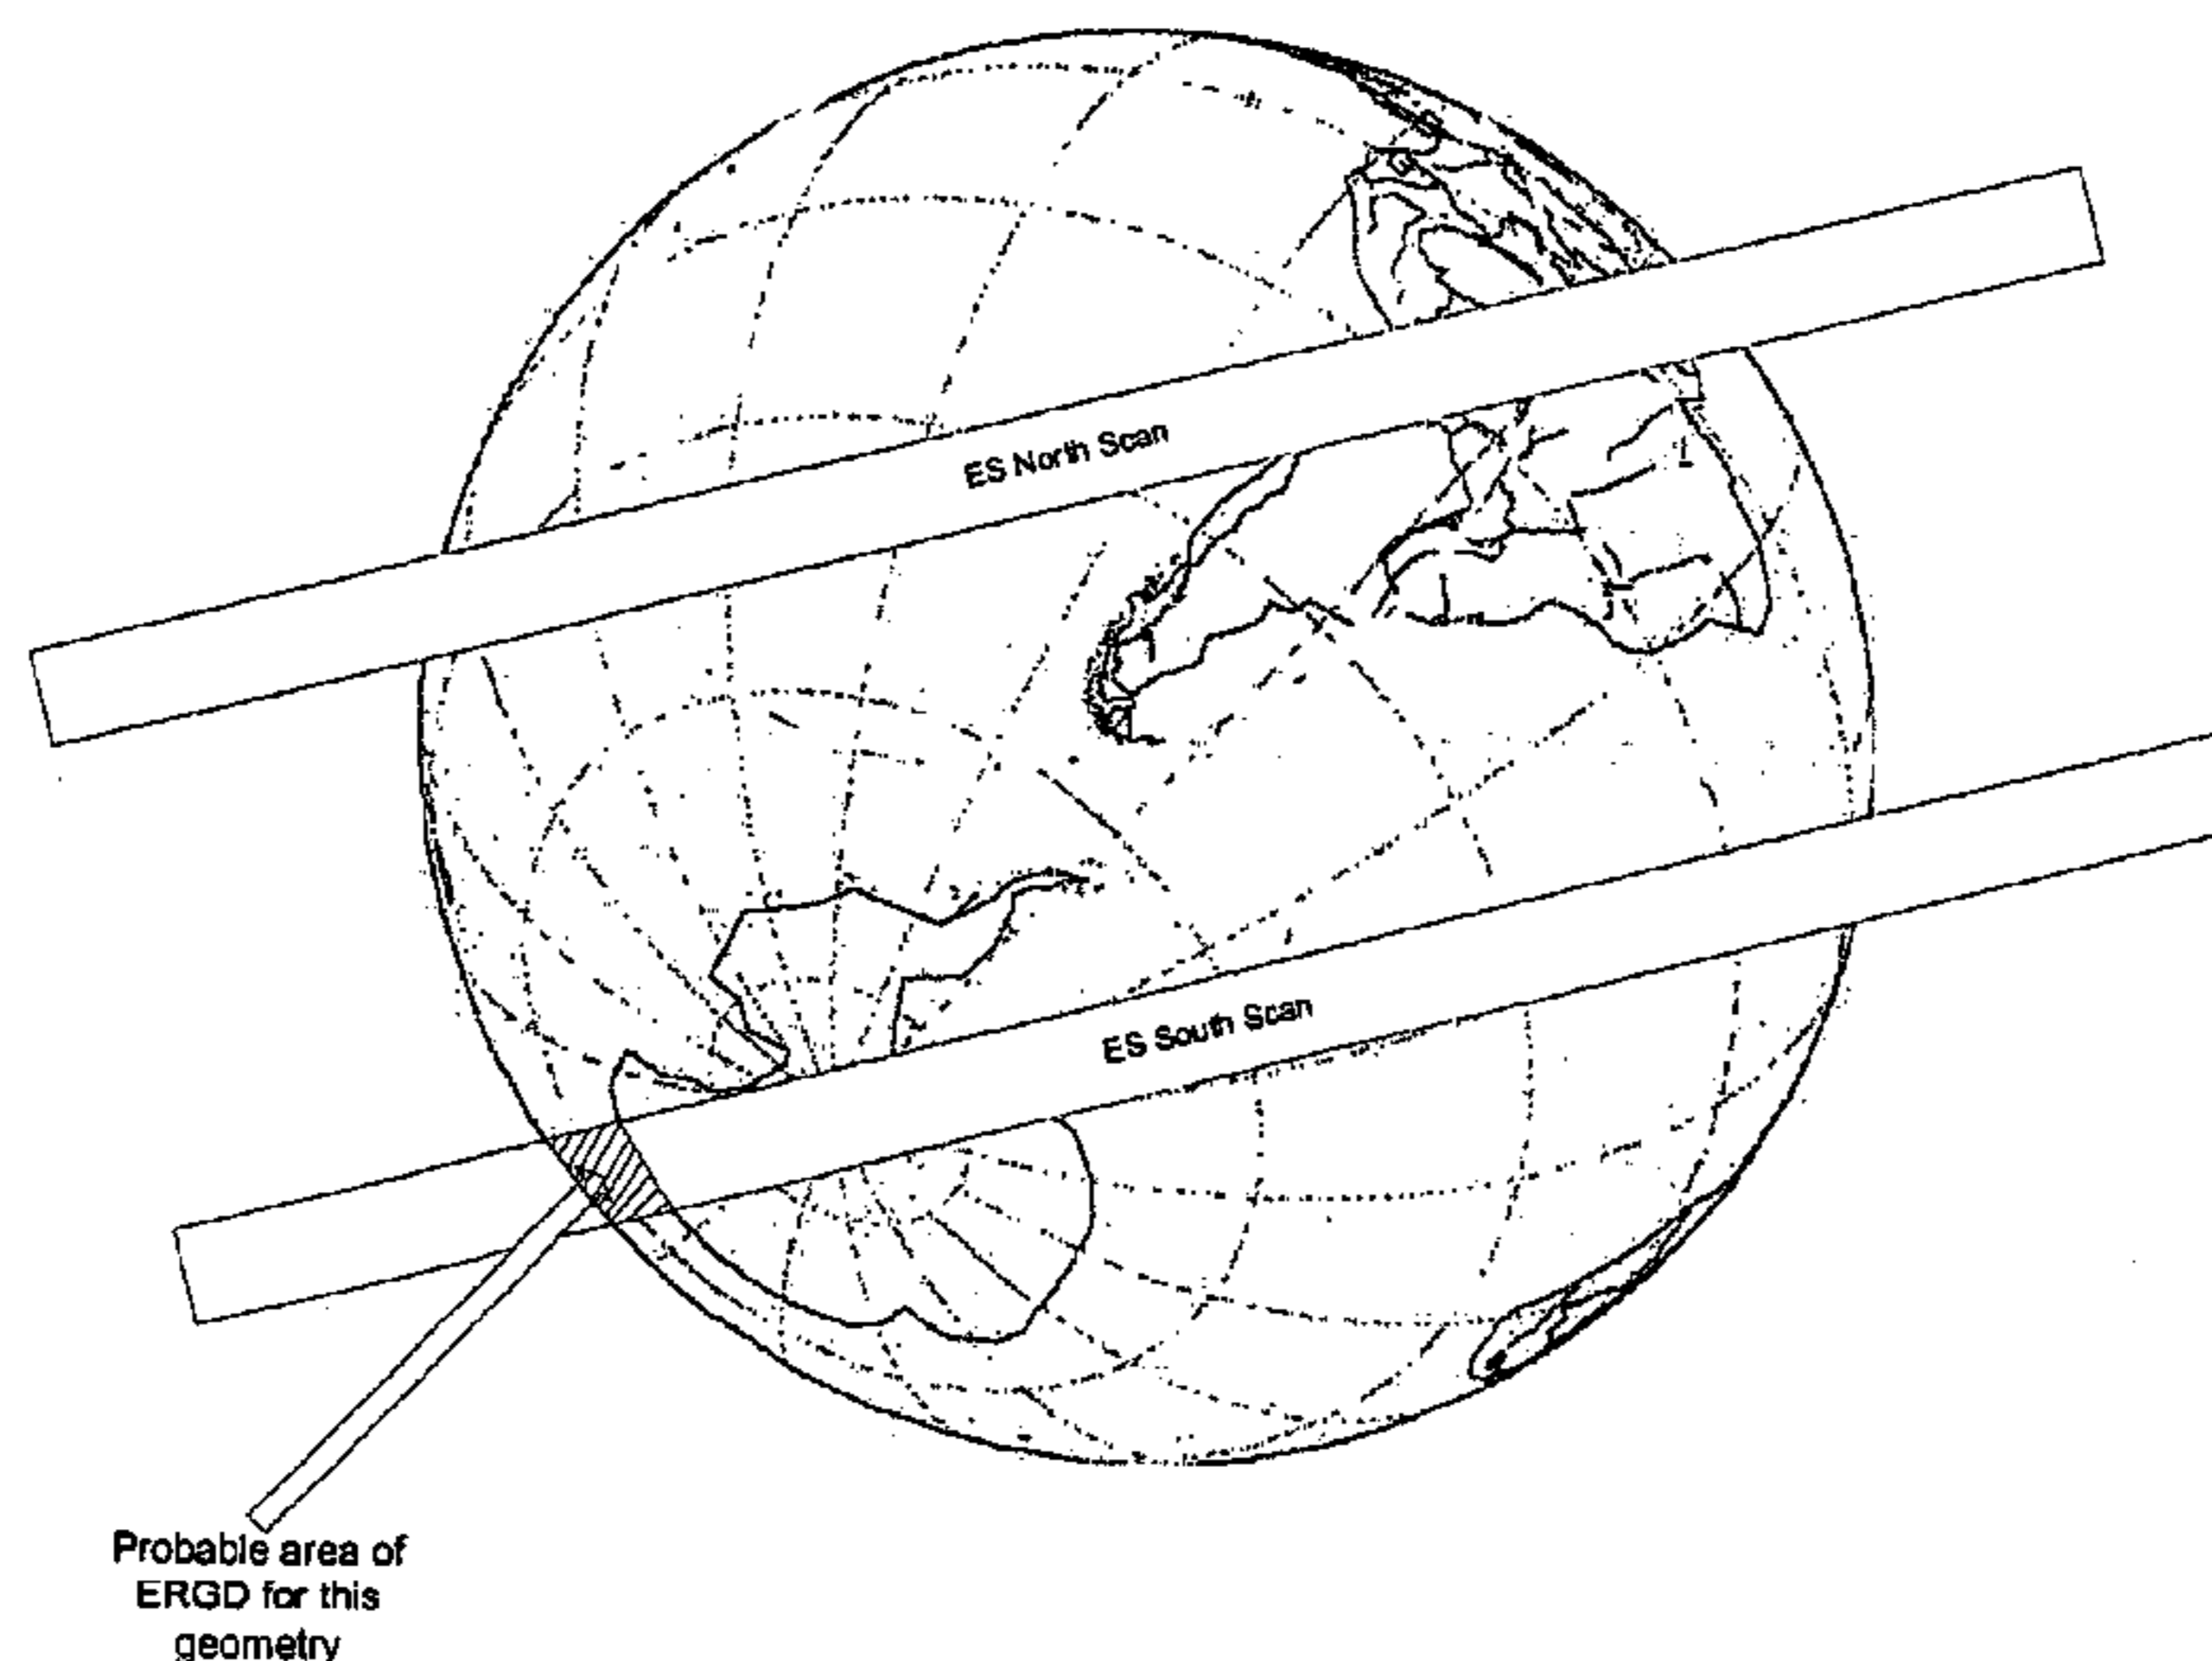 ES North Scan
ES South Scan
Probable area of
ERGD for this
geometry